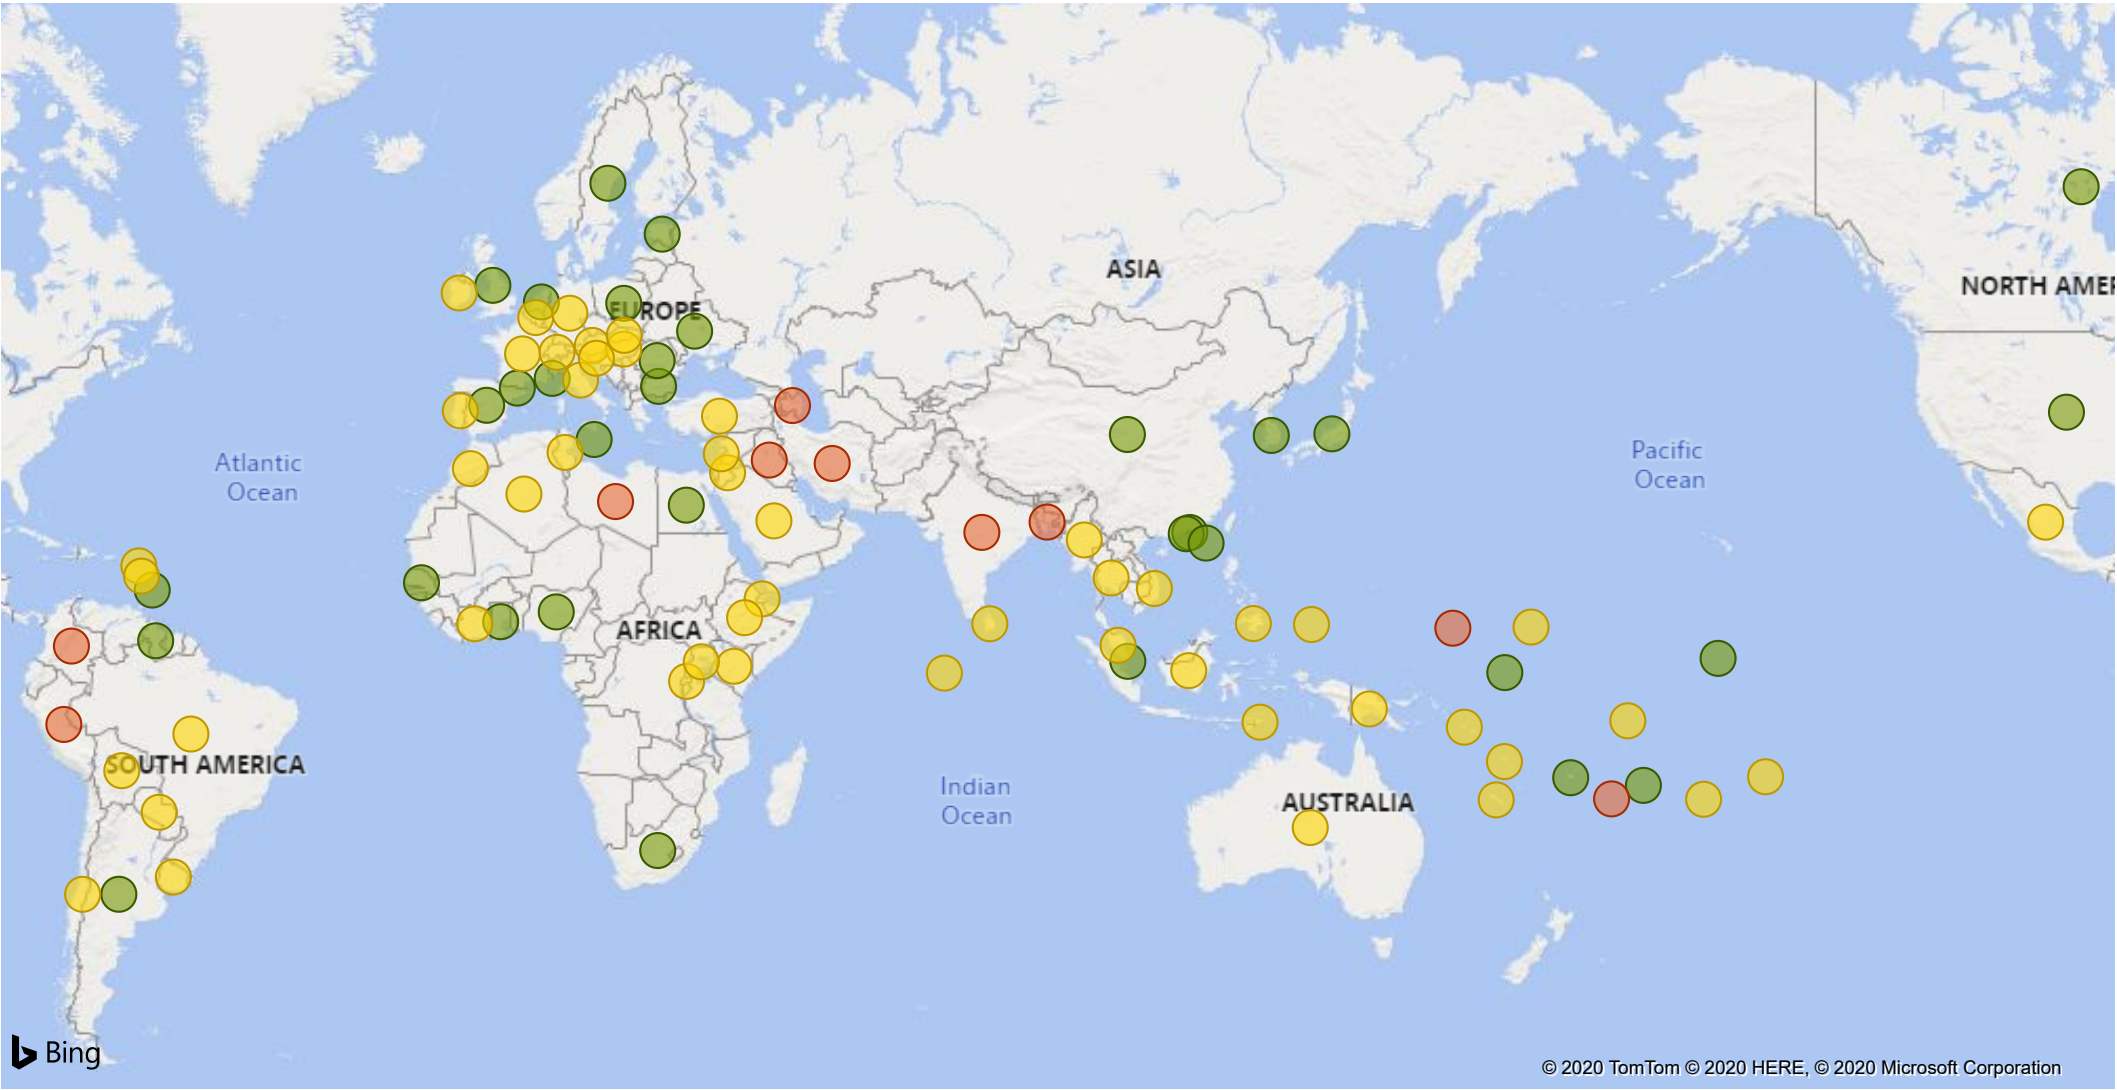 ASIA
NORTH AMER
EUROPE
Atlantic
Ocean
Pacific
Ocean
AFRICA
SOUTH AMERICA
Indian
Ocean
AUSTRALIA
Bing
© 2020 TomTom © 2020 HERE, © 2020 Microsoft Corporation